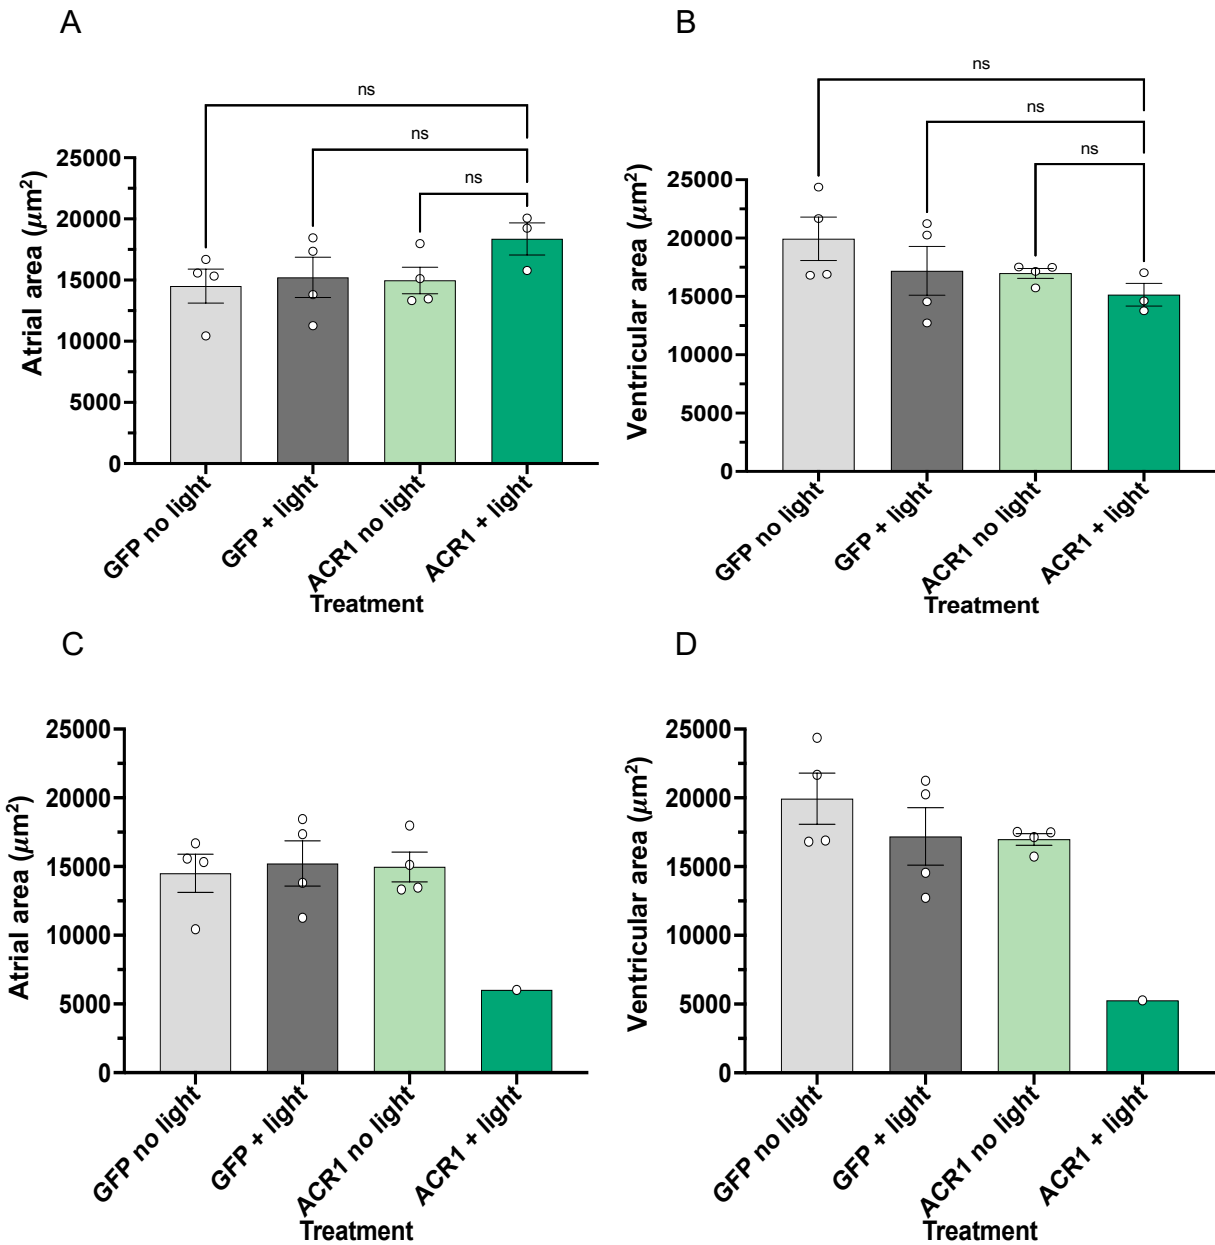 A
ns
ns
ns
Atrial area (μm²)
25000
20000
15000
10000
5000
0
GFP no light
GFP + light
ACR1 no light
ACR1 + light
Treatment
B
ns
ns
ns
Ventricular area (μm²)
25000
20000
15000
10000
5000
0
GFP no light
GFP + light
ACR1 no light
ACR1 + light
Treatment
C
Atrial area (μm²)
25000
20000
15000
10000
5000
0
GFP no light
GFP + light
ACR1 no light
ACR1 + light
Treatment
D
Ventricular area (μm²)
25000
20000
15000
10000
5000
0
GFP no light
GFP + light
ACR1 no light
ACR1 + light
Treatment